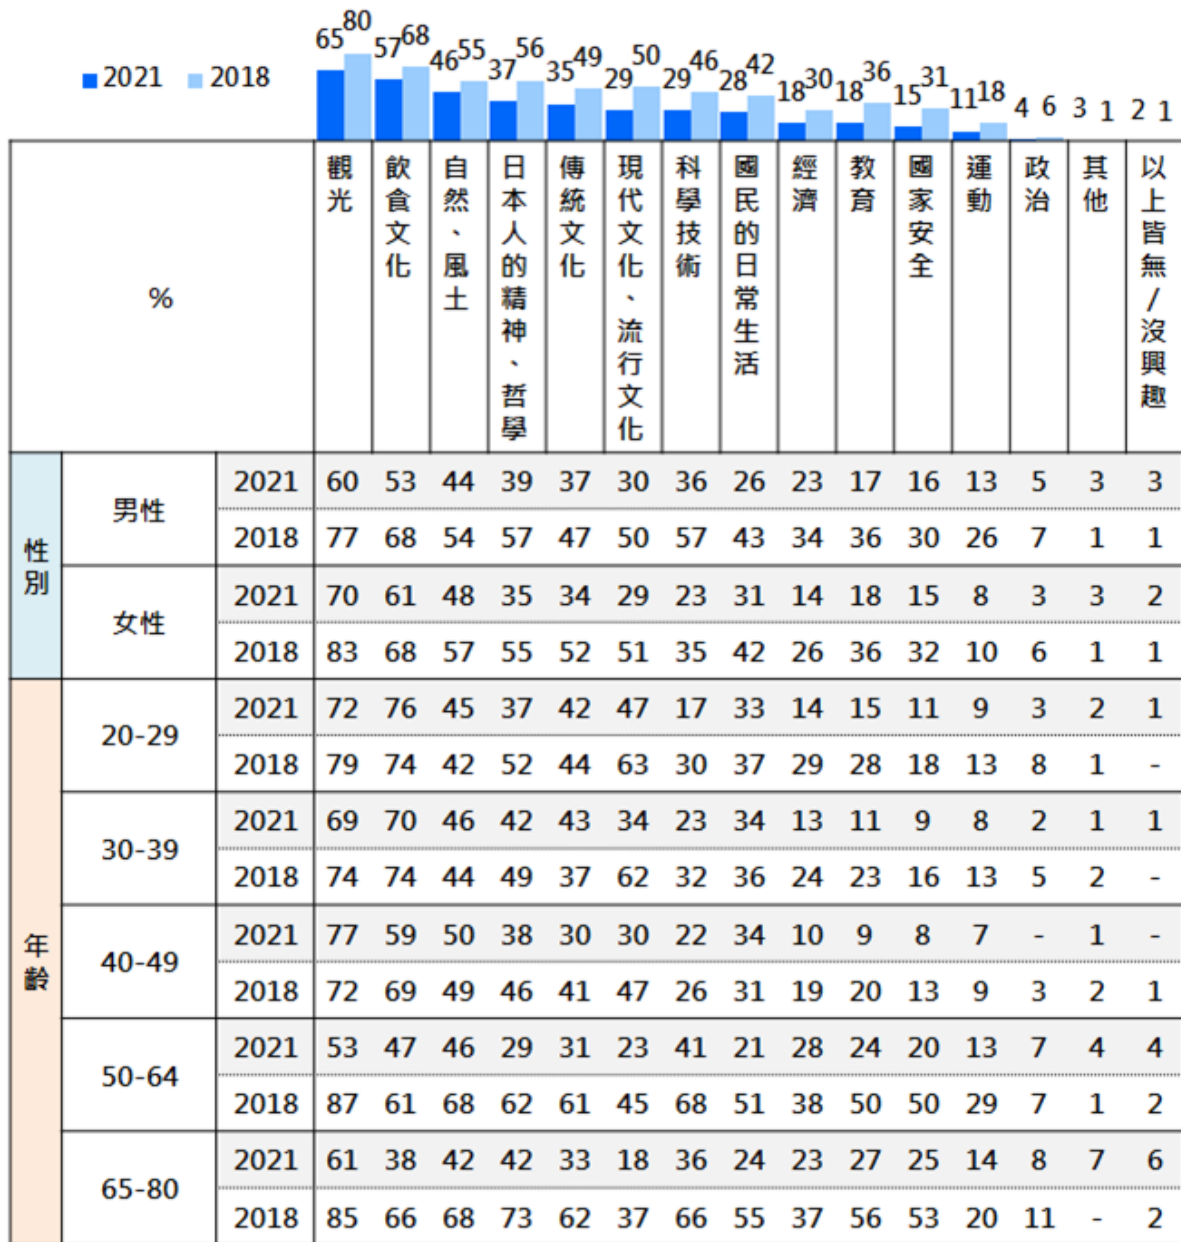 ■2021 ■2018
65 80 57 68 46 55 37 56 35 49 29 50 29 46 28 42 18 30 18 36 15 31 11 18 4 6 3 1 2 1
% 觀光 飲食文化 自然、風土 日本人的精神、哲學 傳統文化 現代文化、流行文化 科學技術 國民的日常生活 經濟 教育 國家安全 運動 政治 其他 以上皆無/沒興趣
性別
男性
2021 60 53 44 39 37 30 36 26 23 17 16 13 5 3 3
2018 77 68 54 57 47 50 57 43 34 36 30 26 7 1 1
女性
2021 70 61 48 35 34 29 23 31 14 18 15 8 3 3 2
2018 83 68 57 55 52 51 35 42 26 36 32 10 6 1 1
年齡
20-29
2021 72 76 45 37 42 47 17 33 14 15 11 9 3 2 1
2018 79 74 42 52 44 63 30 37 29 28 18 13 8 1 -
30-39
2021 69 70 46 42 43 34 23 34 13 11 9 8 2 1 1
2018 74 74 44 49 37 62 32 36 24 23 16 13 5 2 -
40-49
2021 77 59 50 38 30 30 22 34 10 9 8 7 - 1 -
2018 72 69 49 46 41 47 26 31 19 20 13 9 3 2 1
50-64
2021 53 47 46 29 31 23 41 21 28 24 20 13 7 4 4
2018 87 61 68 62 61 45 68 51 38 50 50 29 7 1 2
65-80
2021 61 38 42 42 33 18 36 24 23 27 25 14 8 7 6
2018 85 66 68 73 62 37 66 55 37 56 53 20 11 - 2